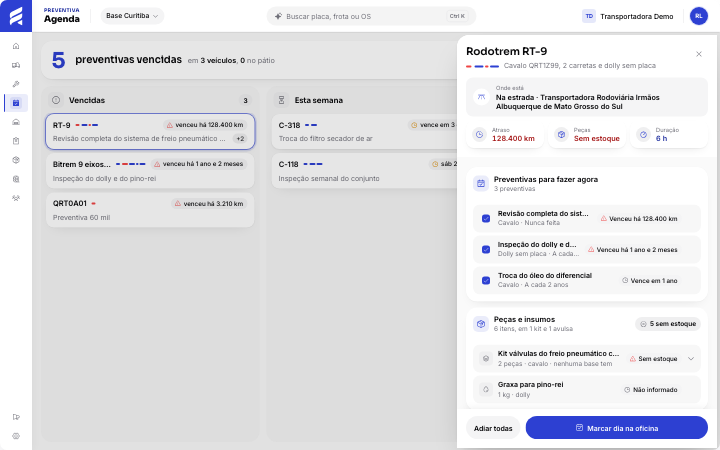 PREVENTIVA
Agenda
Base Curitiba
Buscar placa, frota ou OS
Ctrl K
TD
Transportadora Demo
RL
5
preventivas vencidas
em 3 veículos, 0 no pátio
Vencidas
3
RT-9
venceu há 128.400 km
Revisão completa do sistema de freio pneumático ...
+2
Bitrem 9 eixos...
venceu há 1 ano e 2 meses
Inspeção do dolly e do pino-rei
QRT0A01
venceu há 3.210 km
Preventiva 60 mil
Esta semana
C-318
vence em 3
Troca do filtro secador de ar
C-118
sáb 2
Inspeção semanal do conjunto
Rodotrem RT-9
Cavalo QRT1Z99, 2 carretas e dolly sem placa
Onde está
Na estrada · Transportadora Rodoviária Irmãos
Albuquerque de Mato Grosso do Sul
Atraso
128.400 km
Peças
Sem estoque
Duração
6 h
Preventivas para fazer agora
3 preventivas
Revisão completa do sist...
Cavalo · Nunca feita
Venceu há 128.400 km
Inspeção do dolly e d...
Dolly sem placa · A cada...
Venceu há 1 ano e 2 meses
Troca do óleo do diferencial
Cavalo · A cada 2 anos
Vence em 1 ano
Peças e insumos
6 itens, em 1 kit e 1 avulsa
5 sem estoque
Kit válvulas do freio pneumático c...
2 peças · cavalo · nenhuma base tem
Sem estoque
Graxa para pino-rei
1 kg · dolly
Não informado
Adiar todas
Marcar dia na oficina